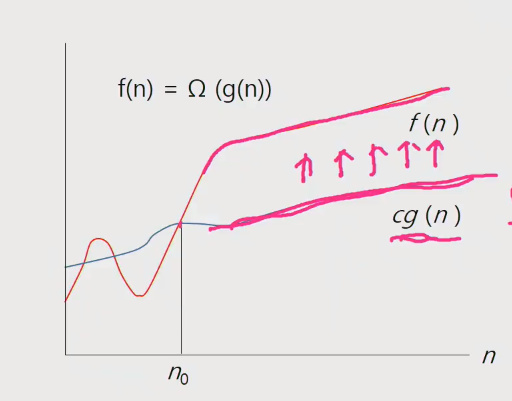 f(n) = Ω (g(n))
f(n)
cg(n)
n
n₀